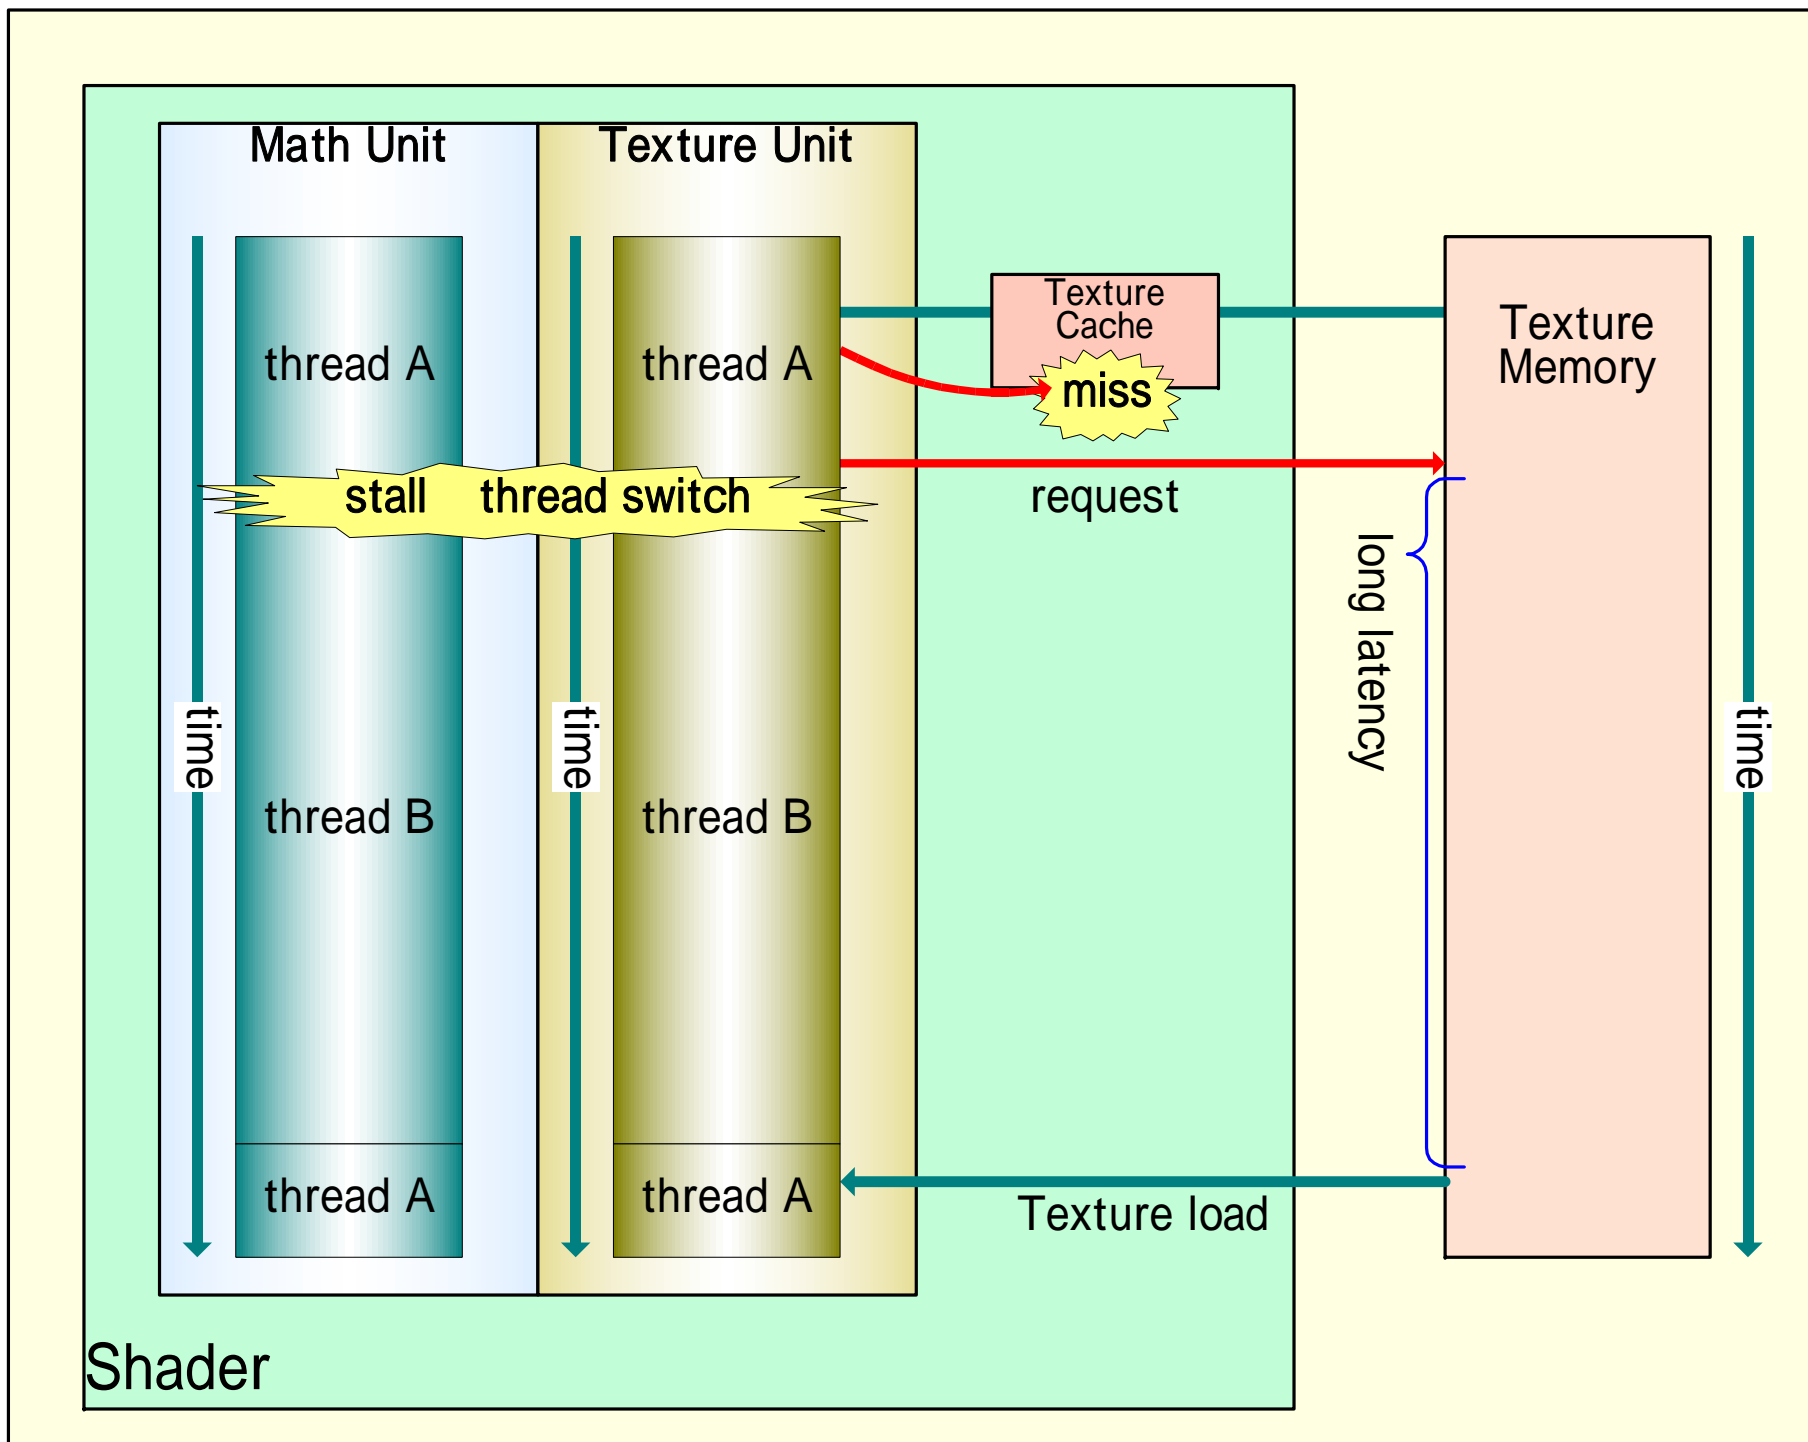 Math Unit
Texture Unit
thread A
thread A
Texture
Cache
miss
Texture
Memory
stall thread switch
request
long latency
time
time
time
thread B
thread B
thread A
thread A
Texture load
Shader